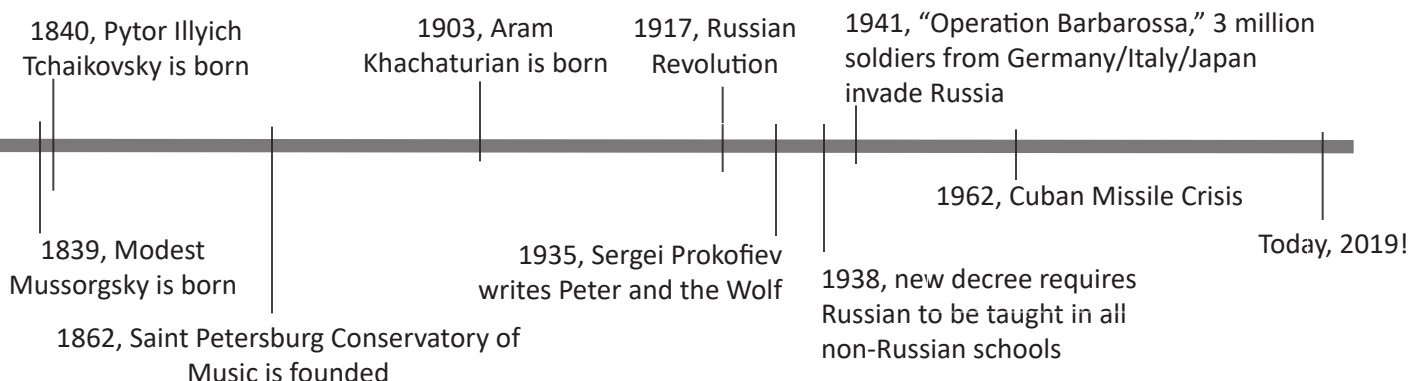 1840, Pytor Illyich
Tchaikovsky is born
1903, Aram
Khachaturian is born
1917, Russian
Revolution
1941, “Operation Barbarossa,” 3 million
soldiers from Germany/Italy/Japan
invade Russia
1839, Modest
Mussorgsky is born
1862, Saint Petersburg Conservatory of
Music is founded
1935, Sergei Prokofiev
writes Peter and the Wolf
1938, new decree requires
Russian to be taught in all
non-Russian schools
1962, Cuban Missile Crisis
Today, 2019!